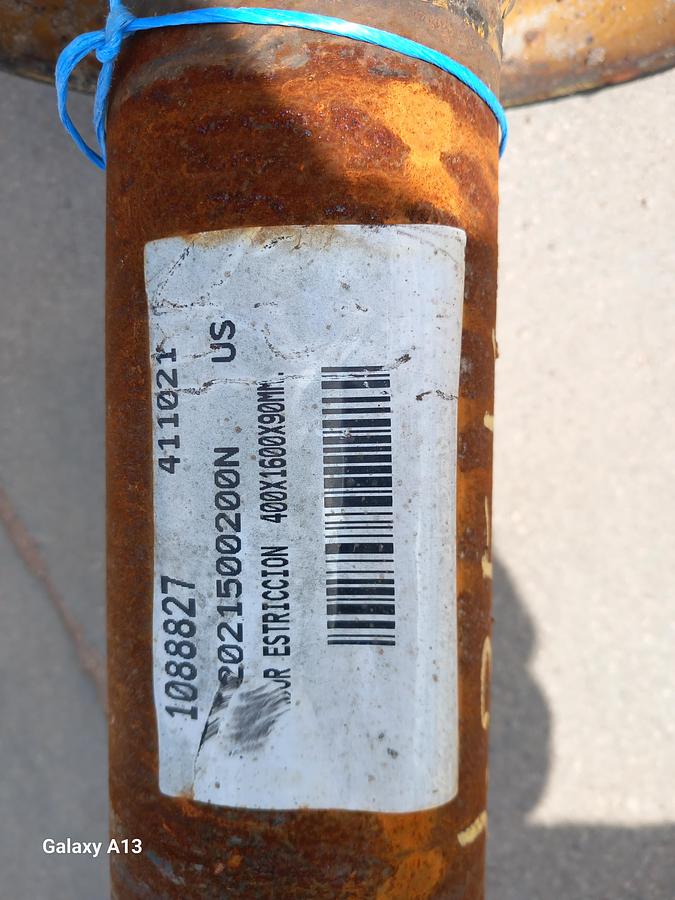 1088827 411021
2021500200N US
ESTRICCION 400X1600X90MM.
Galaxy A13